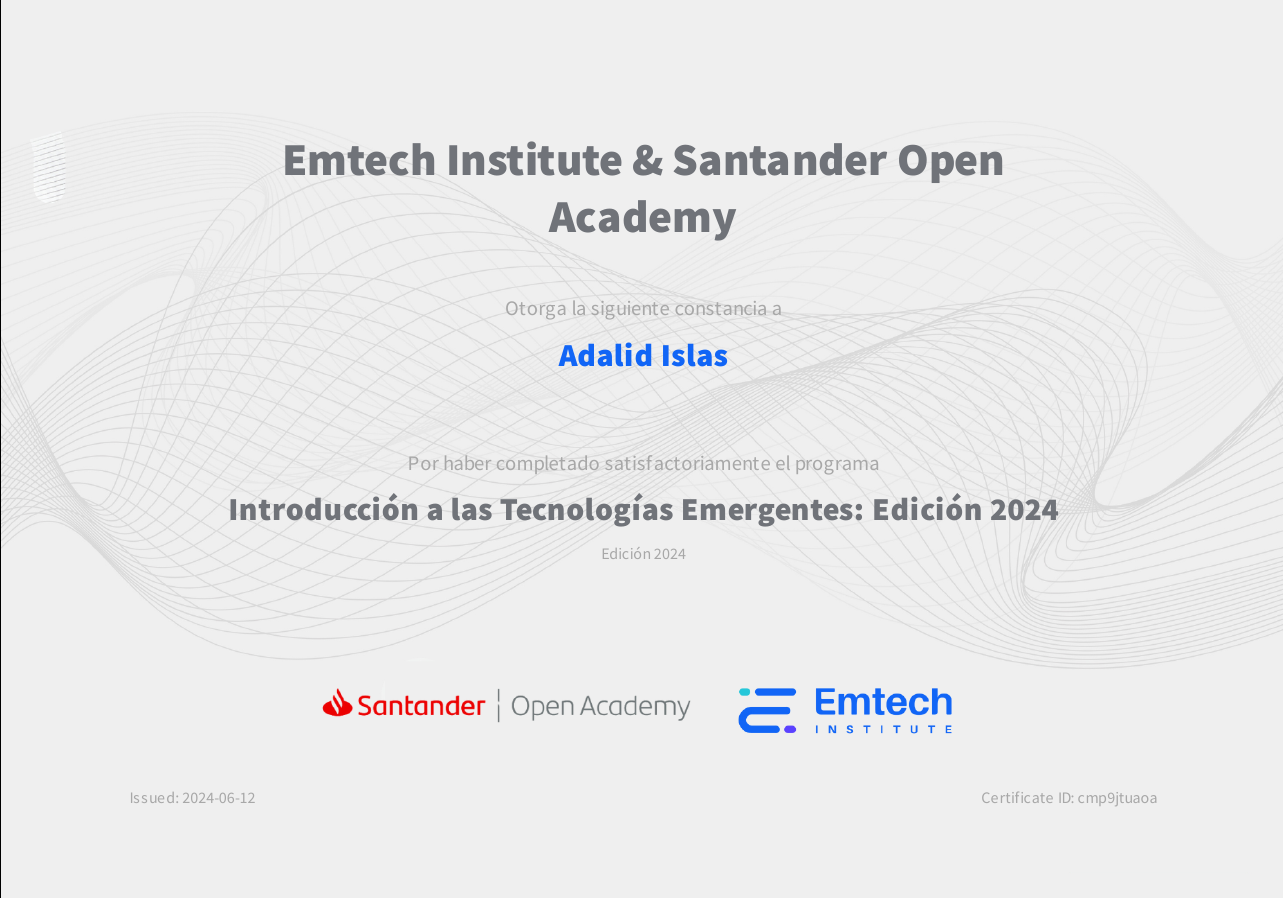 Emtech Institute & Santander Open
Academy
Otorga la siguiente constancia a
Adalid Islas
Por haber completado satisfactoriamente el programa
Introducción a las Tecnologías Emergentes: Edición 2024
Edición 2024
Santander | Open Academy
Emtech
INSTITUTE
Issued: 2024-06-12
Certificate ID: cmp9jtuaoa